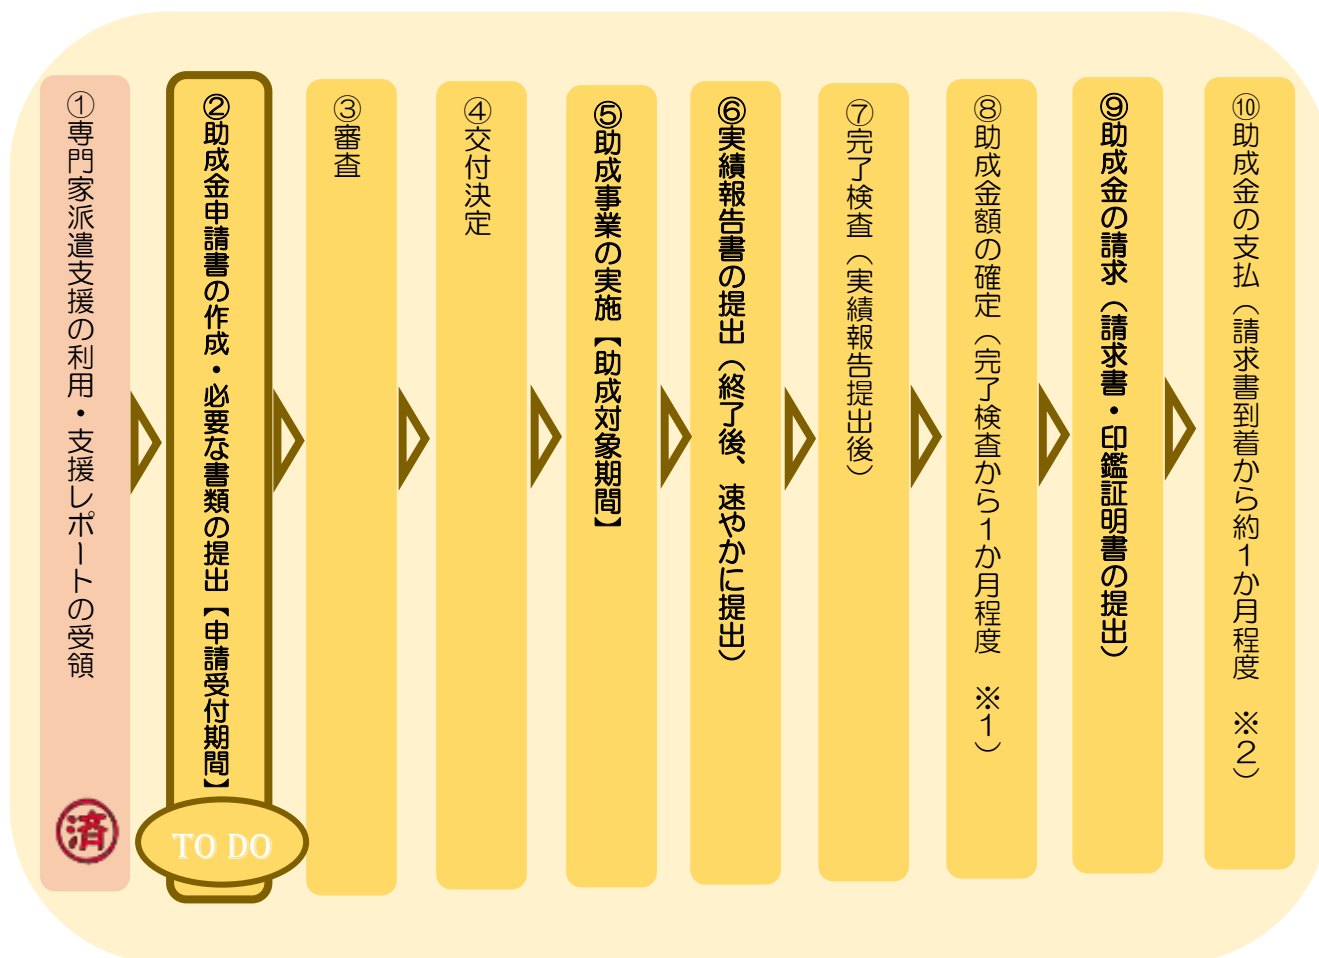 ①専門家派遣支援の利用・支援レポートの受領
済
②助成金申請書の作成・必要な書類の提出【申請受付期間】
TO DO
③審査
④交付決定
⑤助成事業の実施【助成対象期間】
⑥実績報告書の提出（終了後、速やかに提出）
⑦完了検査（実績報告提出後）
⑧助成金額の確定（完了検査から１か月程度　※１）
⑨助成金の請求（請求書・印鑑証明書の提出）
⑩助成金の支払（請求書到着から約１か月程度　※２）